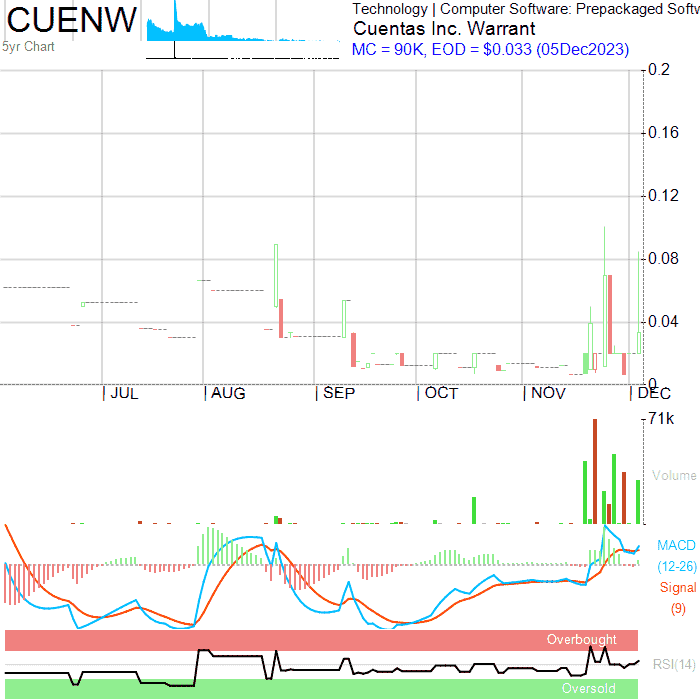 CUENW
5yr Chart
Technology | Computer Software: Prepackaged Softw
Cuentas Inc. Warrant
MC = 90K, EOD = $0.033 (05Dec2023)
0.2
0.16
0.12
0.08
0.04
0
JUL
AUG
SEP
OCT
NOV
DEC
71k
Volume
MACD
(12-26)
Signal
(9)
Overbought
RSI(14)
Oversold